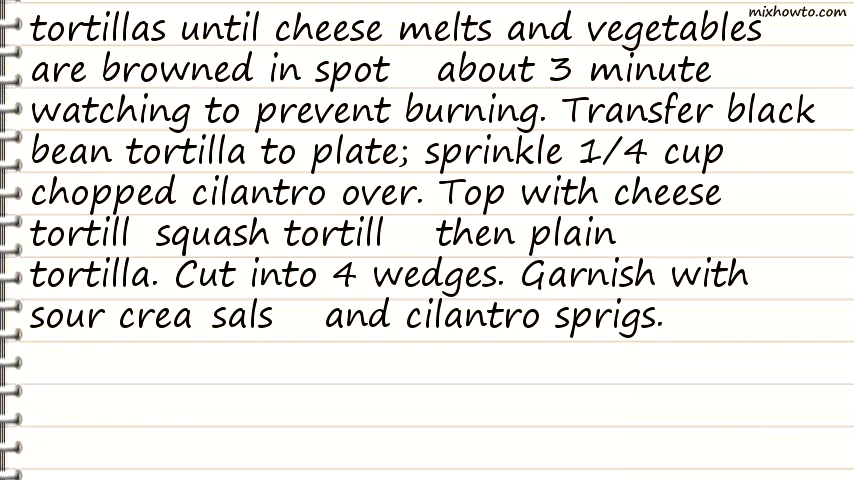 mixhowto.com
tortillas until cheese melts and vegetables
are browned in spot about 3 minute
watching to prevent burning. Transfer black
bean tortilla to plate; sprinkle 1/4 cup
chopped cilantro over. Top with cheese
tortill squash tortill then plain
tortilla. Cut into 4 wedges. Garnish with
sour crea sals and cilantro sprigs.